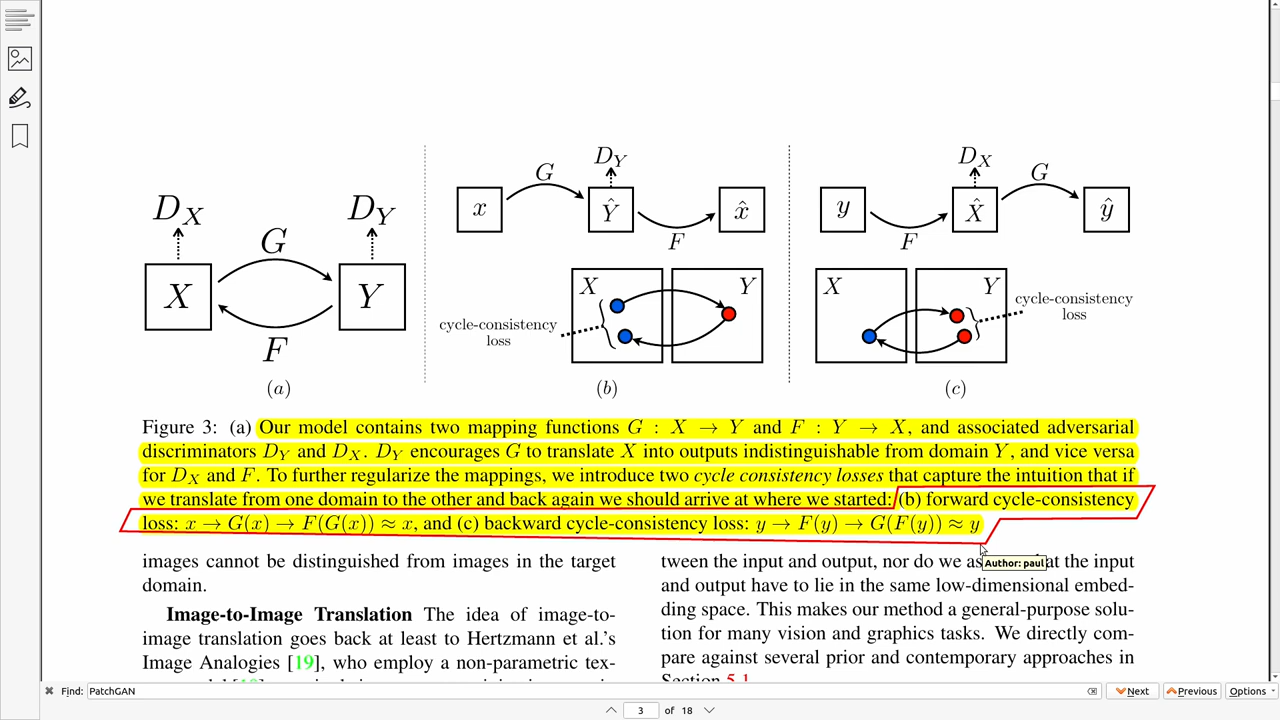 D_X
D_Y
G
X
Y
F
(a)
D_Y
G
x
Ŷ
x̂
F
X
Y
cycle-consistency
loss
(b)
D_X
G
y
X̂
ŷ
F
X
Y
cycle-consistency
loss
(c)
Figure 3: (a) Our model contains two mapping functions G : X → Y and F : Y → X, and associated adversarial
discriminators D_Y and D_X. D_Y encourages G to translate X into outputs indistinguishable from domain Y, and vice versa
for D_X and F. To further regularize the mappings, we introduce two cycle consistency losses that capture the intuition that if
we translate from one domain to the other and back again we should arrive at where we started: (b) forward cycle-consistency
loss: x → G(x) → F(G(x)) ≈ x, and (c) backward cycle-consistency loss: y → F(y) → G(F(y)) ≈ y
images cannot be distinguished from images in the target
domain.
Image-to-Image Translation The idea of image-to-
image translation goes back at least to Hertzmann et al.'s
Image Analogies [19], who employ a non-parametric tex-
tween the input and output, nor do we as at the input
Author: paul
and output have to lie in the same low-dimensional embed-
ding space. This makes our method a general-purpose solu-
tion for many vision and graphics tasks. We directly com-
pare against several prior and contemporary approaches in
Section 5.1
Find: PatchGAN
Next
Previous
Options
3 of 18